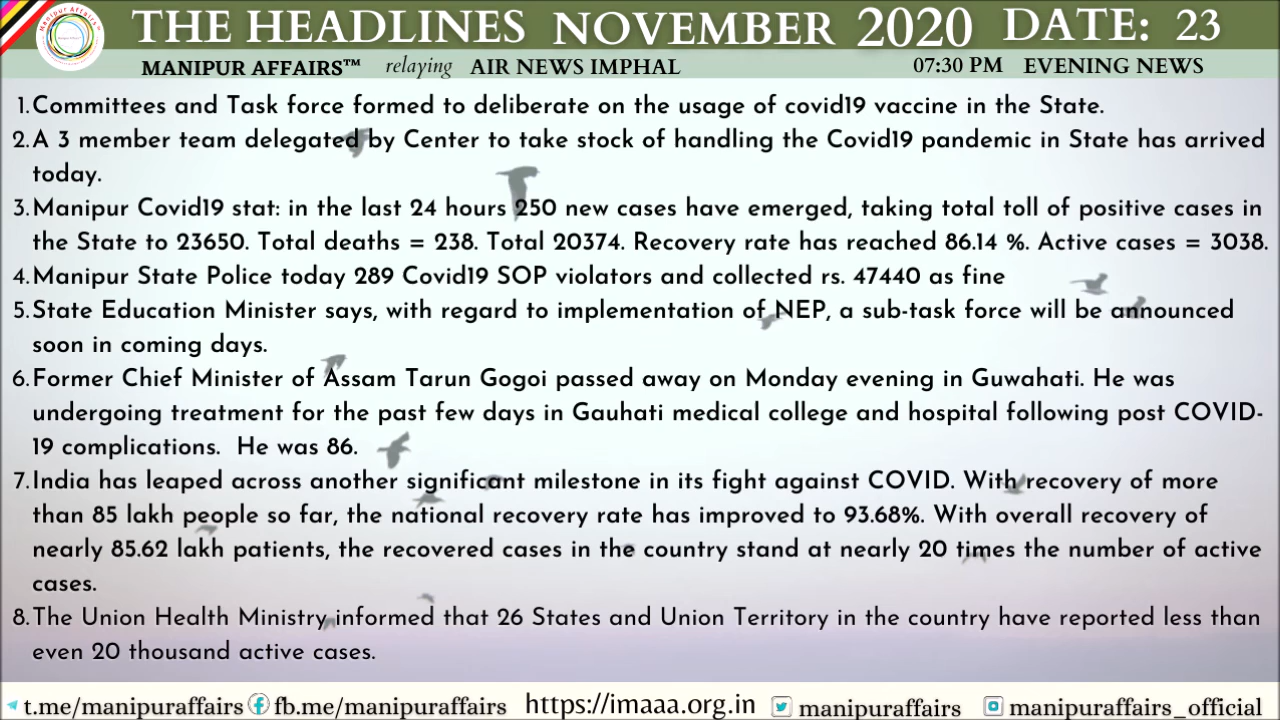 Manipur Affairs
THE HEADLINES NOVEMBER 2020 DATE: 23
MANIPUR AFFAIRS™ relaying AIR NEWS IMPHAL 07:30 PM EVENING NEWS
1.Committees and Task force formed to deliberate on the usage of covid19 vaccine in the State.
2.A 3 member team delegated by Center to take stock of handling the Covid19 pandemic in State has arrived
today.
3.Manipur Covid19 stat: in the last 24 hours 250 new cases have emerged, taking total toll of positive cases in
the State to 23650. Total deaths = 238. Total 20374. Recovery rate has reached 86.14 %. Active cases = 3038.
4.Manipur State Police today 289 Covid19 SOP violators and collected rs. 47440 as fine
5.State Education Minister says, with regard to implementation of NEP, a sub-task force will be announced
soon in coming days.
6.Former Chief Minister of Assam Tarun Gogoi passed away on Monday evening in Guwahati. He was
undergoing treatment for the past few days in Gauhati medical college and hospital following post COVID-
19 complications. He was 86.
7.India has leaped across another significant milestone in its fight against COVID. With recovery of more
than 85 lakh people so far, the national recovery rate has improved to 93.68%. With overall recovery of
nearly 85.62 lakh patients, the recovered cases in the country stand at nearly 20 times the number of active
cases.
8.The Union Health Ministry informed that 26 States and Union Territory in the country have reported less than
even 20 thousand active cases.
t.me/manipuraffairs fb.me/manipuraffairs https://imaaa.org.in manipuraffairs manipuraffairs_official